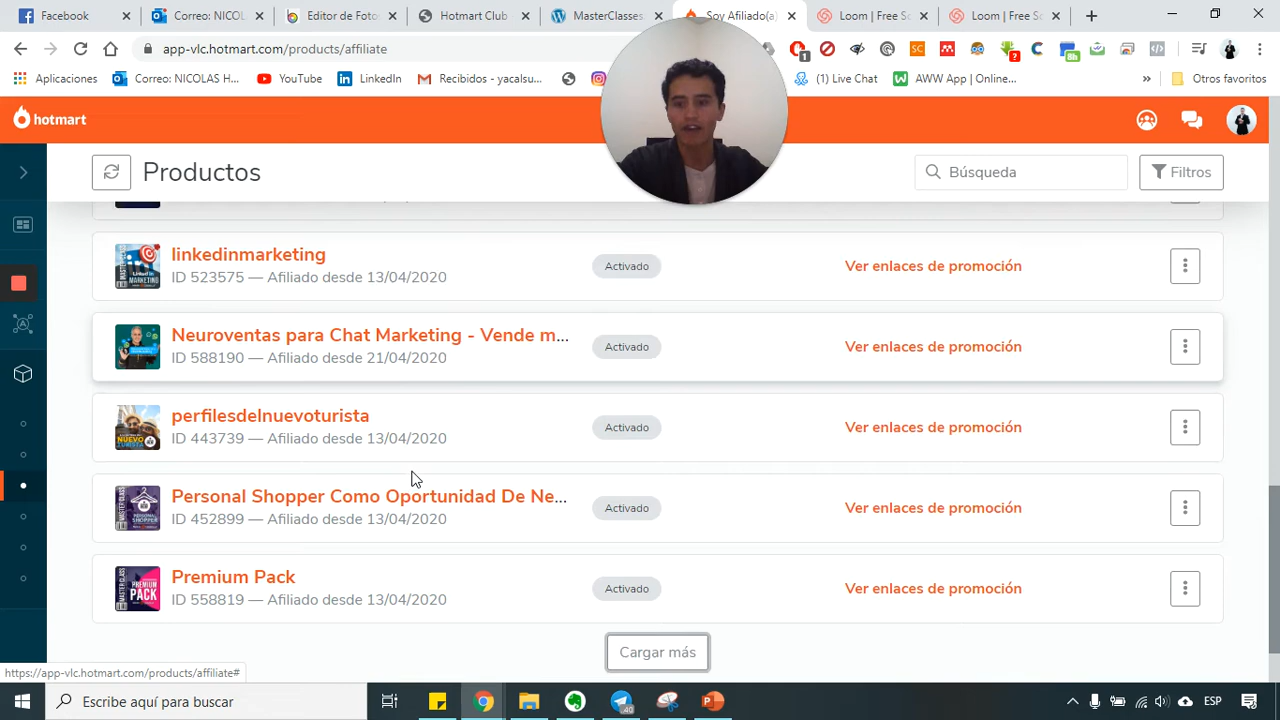 Facebook
Correo: NICOL
Editor de Foto
Hotmart Club
MasterClasses
Soy Afiliado(a)
Loom | Free Sc
Loom | Free Sc
app-vlc.hotmart.com/products/affiliate
Aplicaciones
Correo: NICOLAS H...
YouTube
LinkedIn
Recibidos - yacalsu...
(
) Live Chat
AWW App | Online...
»
Otros favoritos
hotmart
Productos
Búsqueda
Filtros
linkedinmarketing
ID 523575 — Afiliado desde 13/04/2020
Activado
Ver enlaces de promoción
Neuroventas para Chat Marketing - Vende m...
ID 588190 — Afiliado desde 21/04/2020
Activado
Ver enlaces de promoción
perfilesdelnuevoturista
ID 443739 — Afiliado desde 13/04/2020
Activado
Ver enlaces de promoción
Personal Shopper Como Oportunidad De Ne...
ID 452899 — Afiliado desde 13/04/2020
Activado
Ver enlaces de promoción
Premium Pack
ID 558819 — Afiliado desde 13/04/2020
Activado
Ver enlaces de promoción
Cargar más
https://app-vlc.hotmart.com/products/affiliate#
Escribe aquí para buscar
ESP